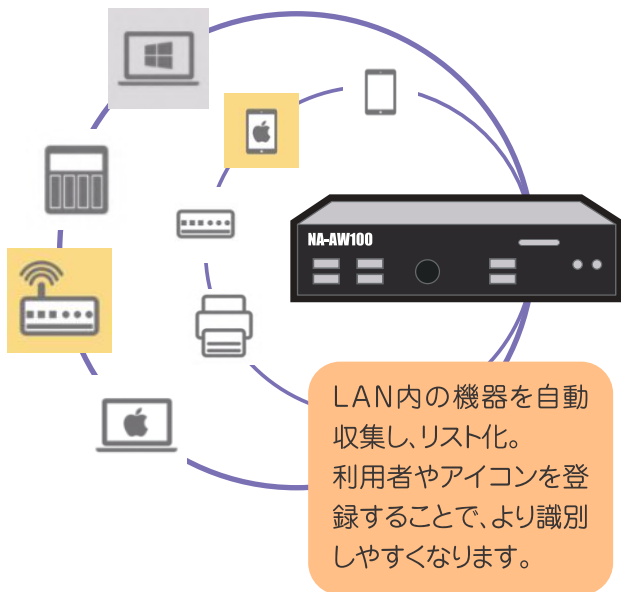 NA-AW100
LAN内の機器を自動
収集し、リスト化。
利用者やアイコンを登
録することで、より識別
しやすくなります。